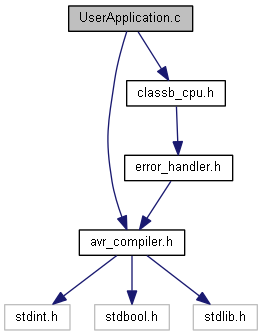 UserApplication.c
classb_cpu.h
error_handler.h
avr_compiler.h
stdint.h
stdbool.h
stdlib.h